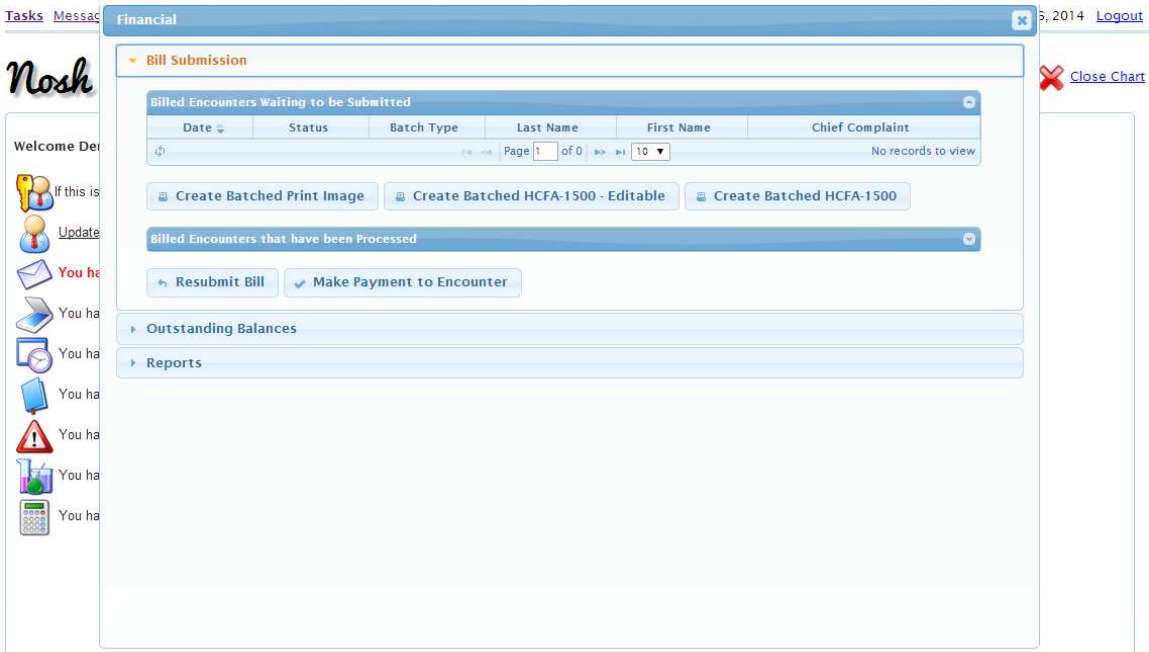 Tasks Messag
Financial
, 2014 Logout
Nosh
Close Chart
Bill Submission
Billed Encounters Waiting to be Submitted
Date Status Batch Type Last Name First Name Chief Complaint
Page 1 of 0 10 No records to view
Create Batched Print Image Create Batched HCFA-1500 - Editable Create Batched HCFA-1500
Billed Encounters that have been Processed
Resubmit Bill Make Payment to Encounter
Outstanding Balances
Reports
Welcome De
If this is
Update
You ha
You ha
You ha
You ha
You ha
You ha
You ha